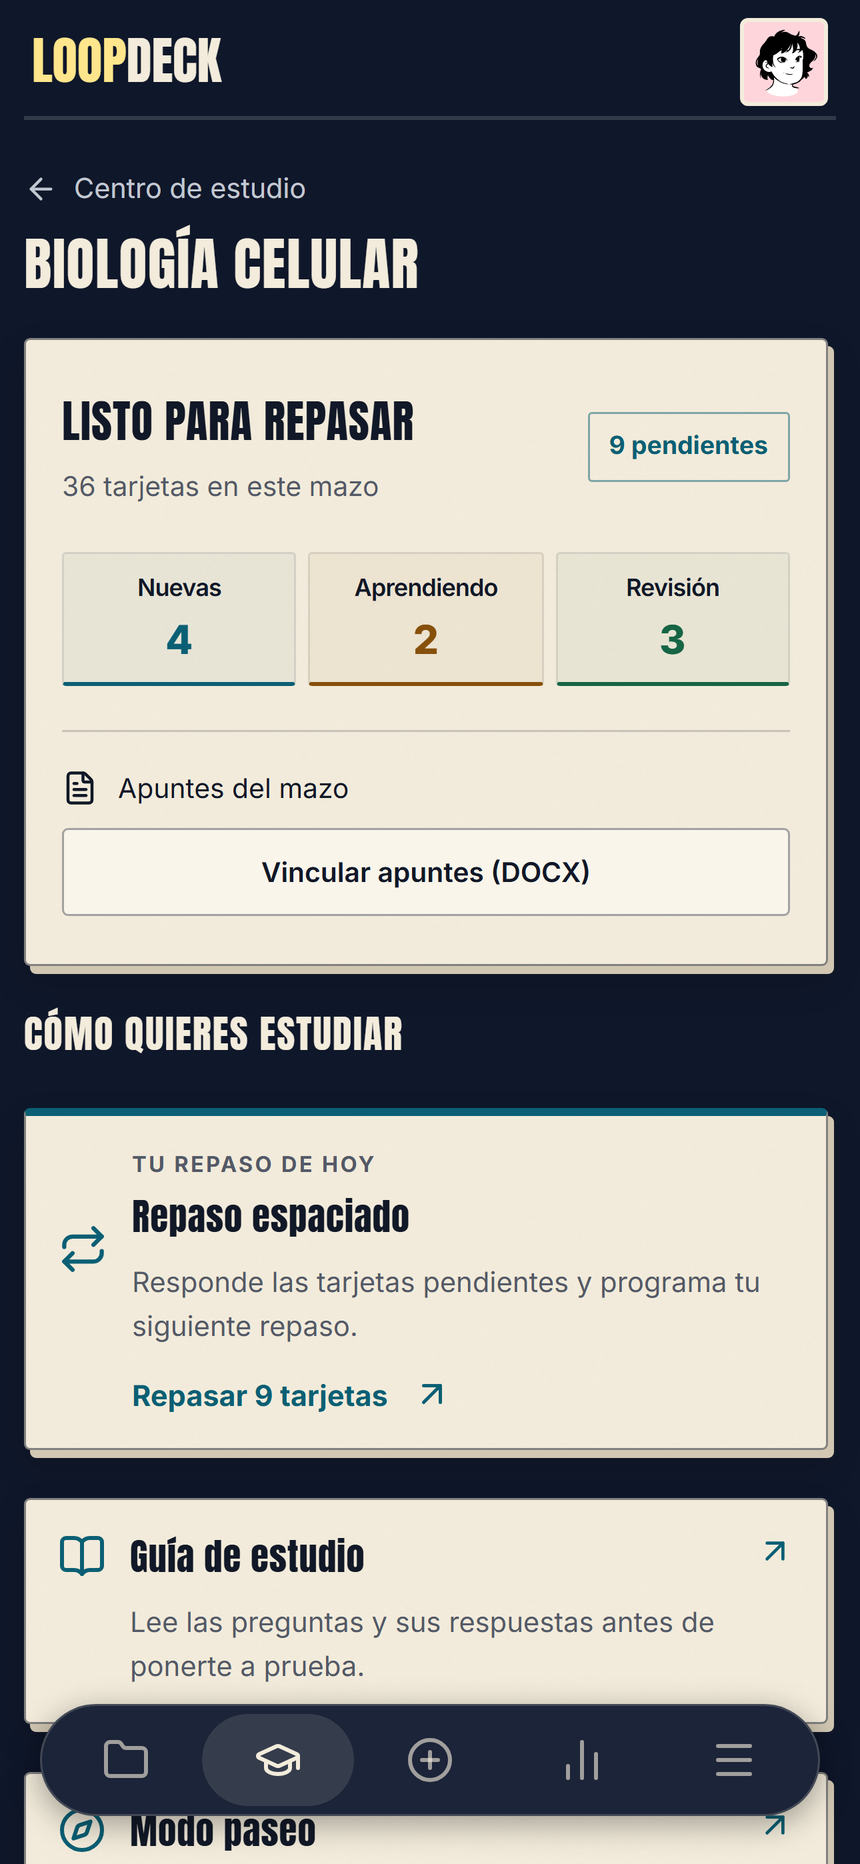 LOOPDECK
Centro de estudio
BIOLOGÍA CELULAR
LISTO PARA REPASAR
9 pendientes
36 tarjetas en este mazo
Nuevas
4
Aprendiendo
2
Revisión
3
Apuntes del mazo
Vincular apuntes (DOCX)
CÓMO QUIERES ESTUDIAR
TU REPASO DE HOY
Repaso espaciado
Responde las tarjetas pendientes y programa tu
siguiente repaso.
Repasar 9 tarjetas
Guía de estudio
Lee las preguntas y sus respuestas antes de
ponerte a prueba.
Modo paseo